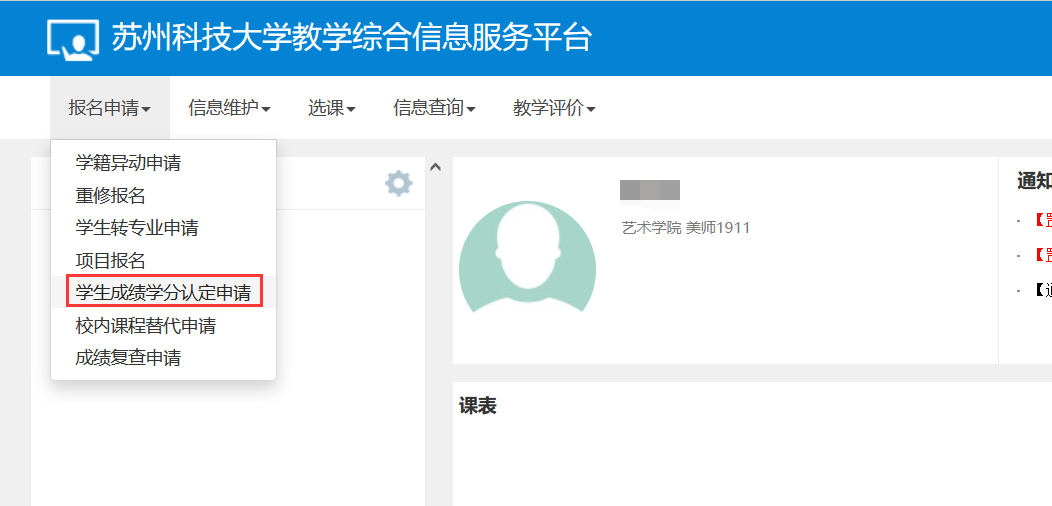 苏州科技大学教学综合信息服务平台
报名申请 信息维护 选课 信息查询 教学评价
学籍异动申请
重修报名
学生转专业申请
项目报名
学生成绩学分认定申请
校内课程替代申请
成绩复查申请
艺术学院 美师1911
通知
课表